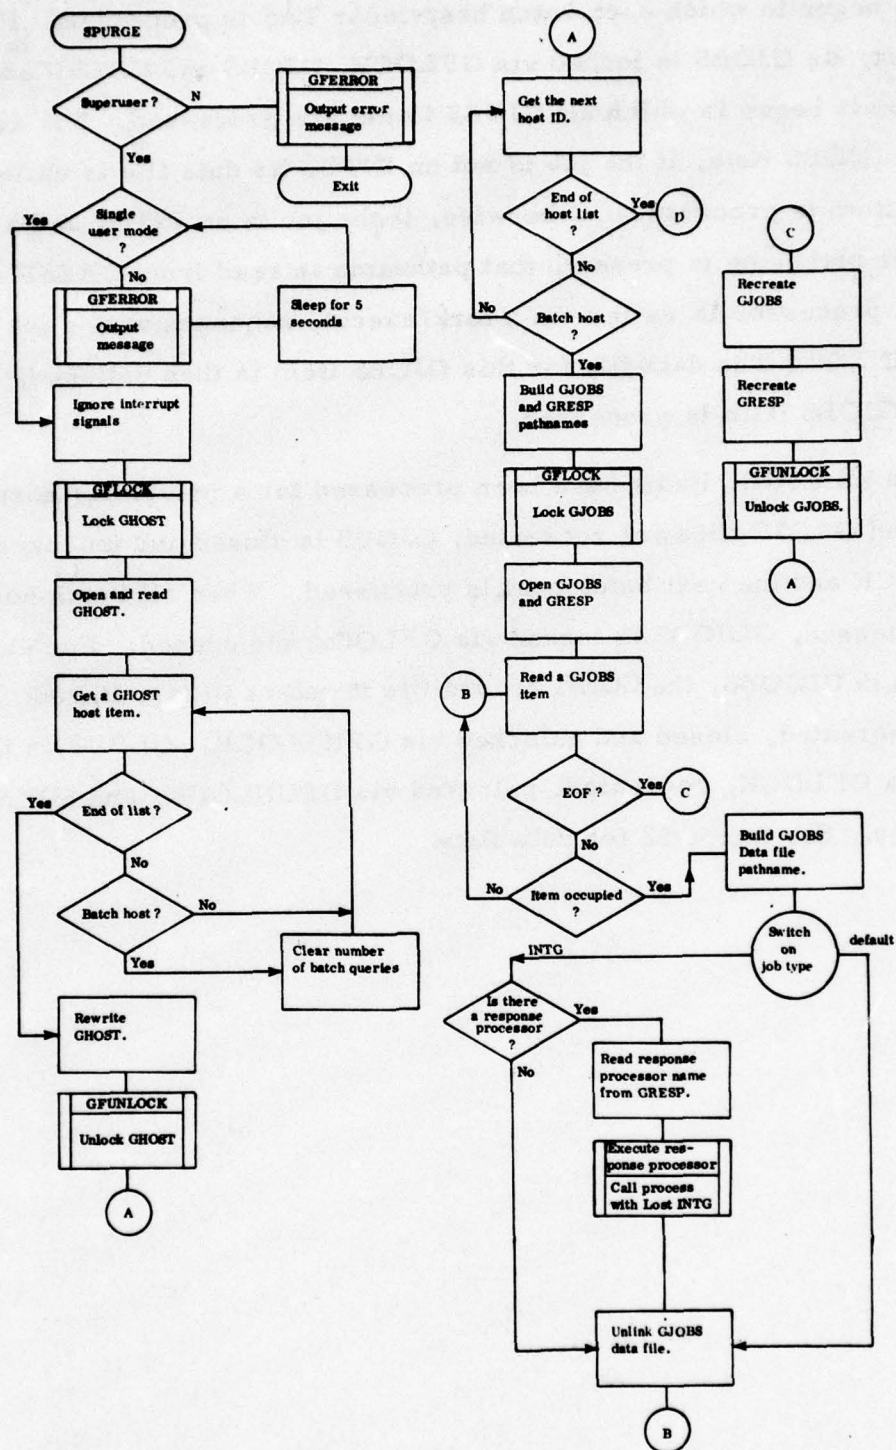 SPURGE
Superuser?
N
GFERROR
Output error
message
Exit
Yes
Yes
Single
user mode
?
No
GFERROR
Output
message
Sleep for 5
seconds
Ignore interrupt
signals
GFLOCK
Lock GHOST
Open and read
GHOST.
Get a GHOST
host item.
Yes
End of list?
No
Batch host?
No
Yes
Clear number
of batch queries
Rewrite
GHOST.
GFUNLOCK
Unlock GHOST
A
A
Get the next
host ID.
End of
host list
?
Yes
D
No
No
Batch host
?
Yes
Build GJOBS
and GRESP
pathnames
GFLOCK
Lock GJOBS
Open GJOBS
and GRESP
B
Read a GJOBS
item
EOF?
Yes
No
No
Item occupied
?
Yes
Build GJOBS
Data file
pathname.
Switch
on
job type
default
INTG
Is there
a response
processor
?
Yes
No
Read response
processor name
from GRESP.
Execute res-
ponse processor
Call process
with Lost INTG
Unlink GJOBS
data file.
B
C
Recreate
GJOBS
Recreate
GRESP
GFUNLOCK
Unlock GJOBS.
A